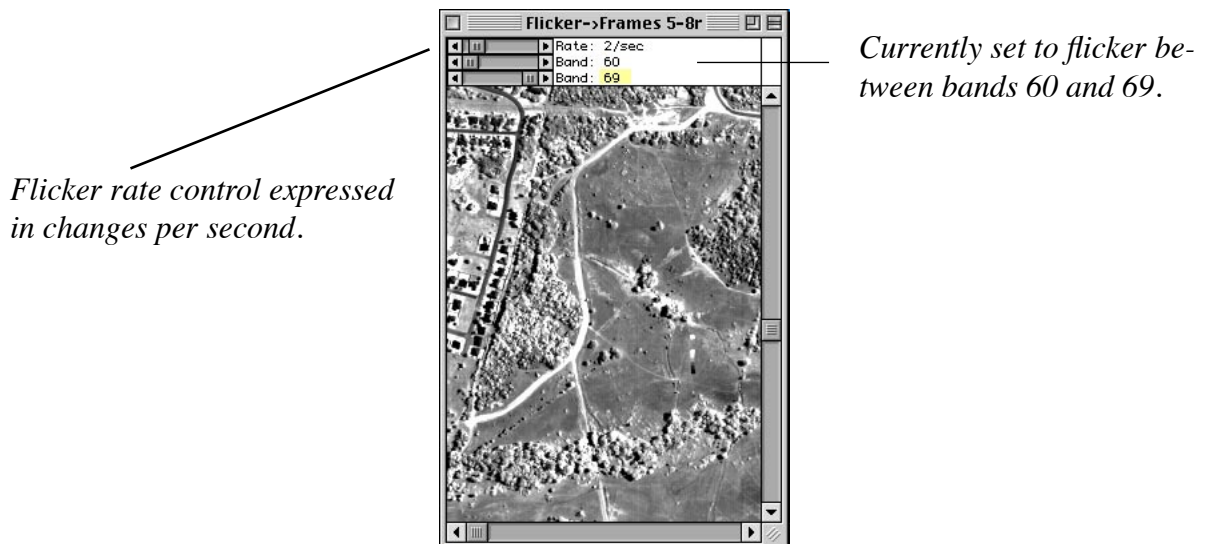 Flicker->Frames 5-8r
Rate: 2/sec
Band: 60
Band: 69
Currently set to flicker be-
tween bands 60 and 69.
Flicker rate control expressed
in changes per second.